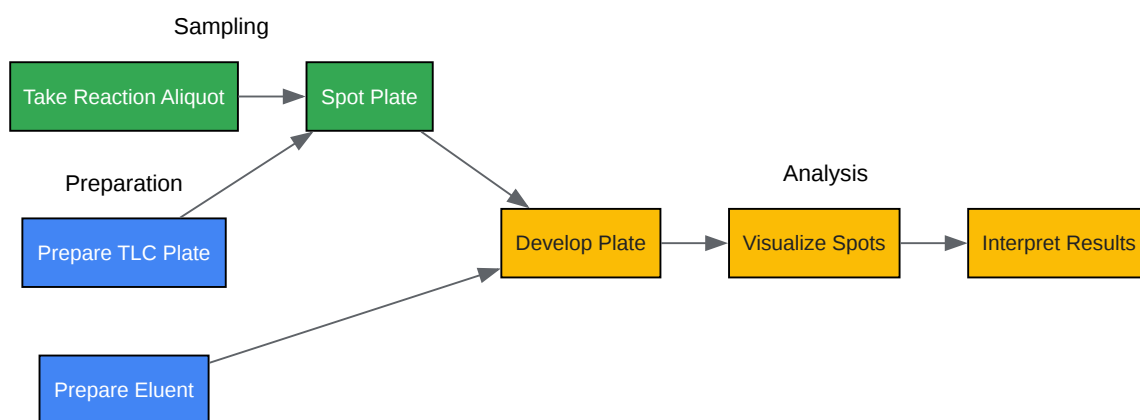 Sampling
Take Reaction Aliquot
Spot Plate
Preparation
Analysis
Prepare TLC Plate
Develop Plate
Visualize Spots
Interpret Results
Prepare Eluent